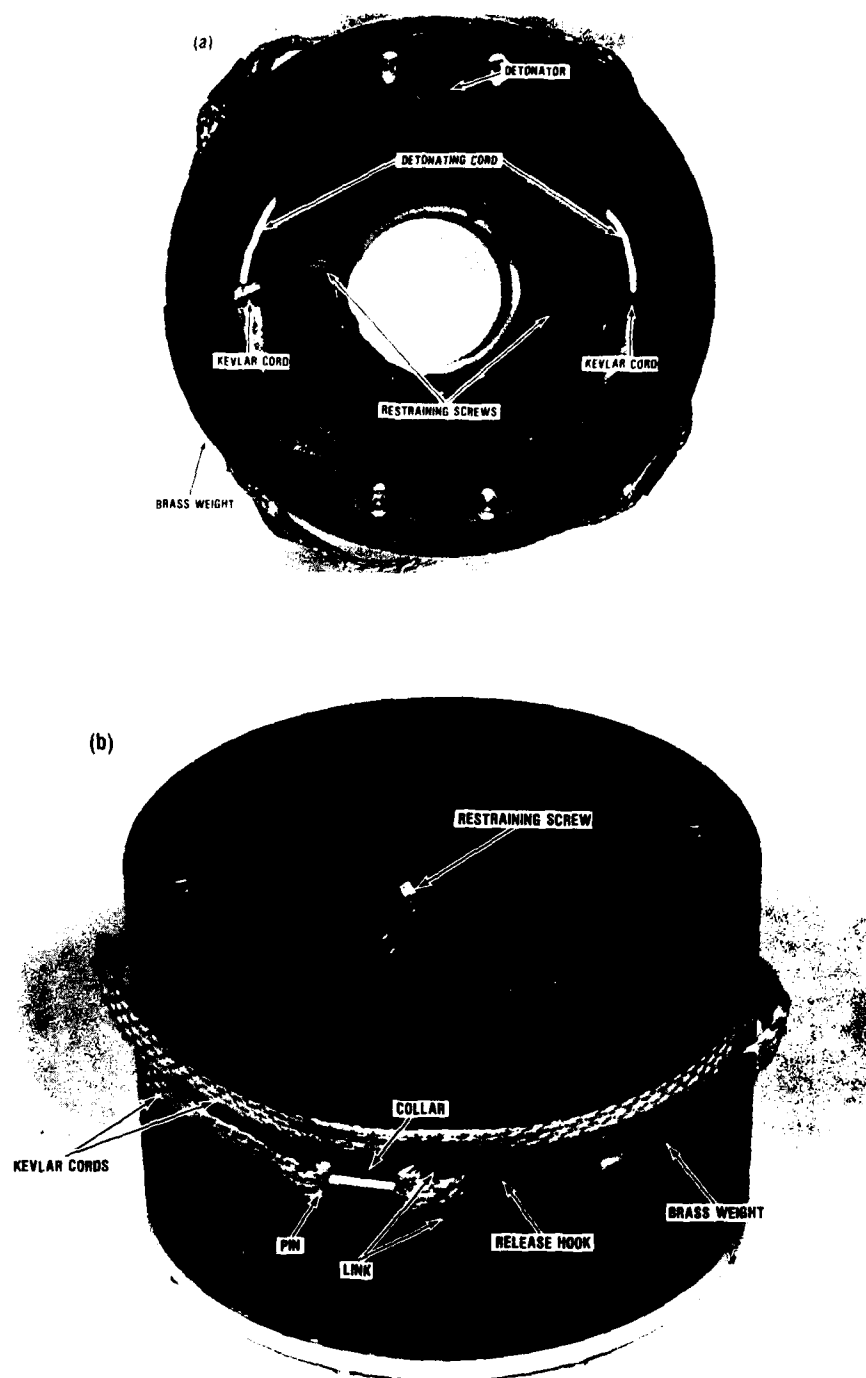 (a)
DETONATOR
DETONATING CORD
KEVLAR CORD
KEVLAR CORD
RESTRAINING SCREWS
BRASS WEIGHT
(b)
RESTRAINING SCREW
COLLAR
KEVLAR CORDS
BRASS WEIGHT
PIN
RELEASE HOOK
LINK